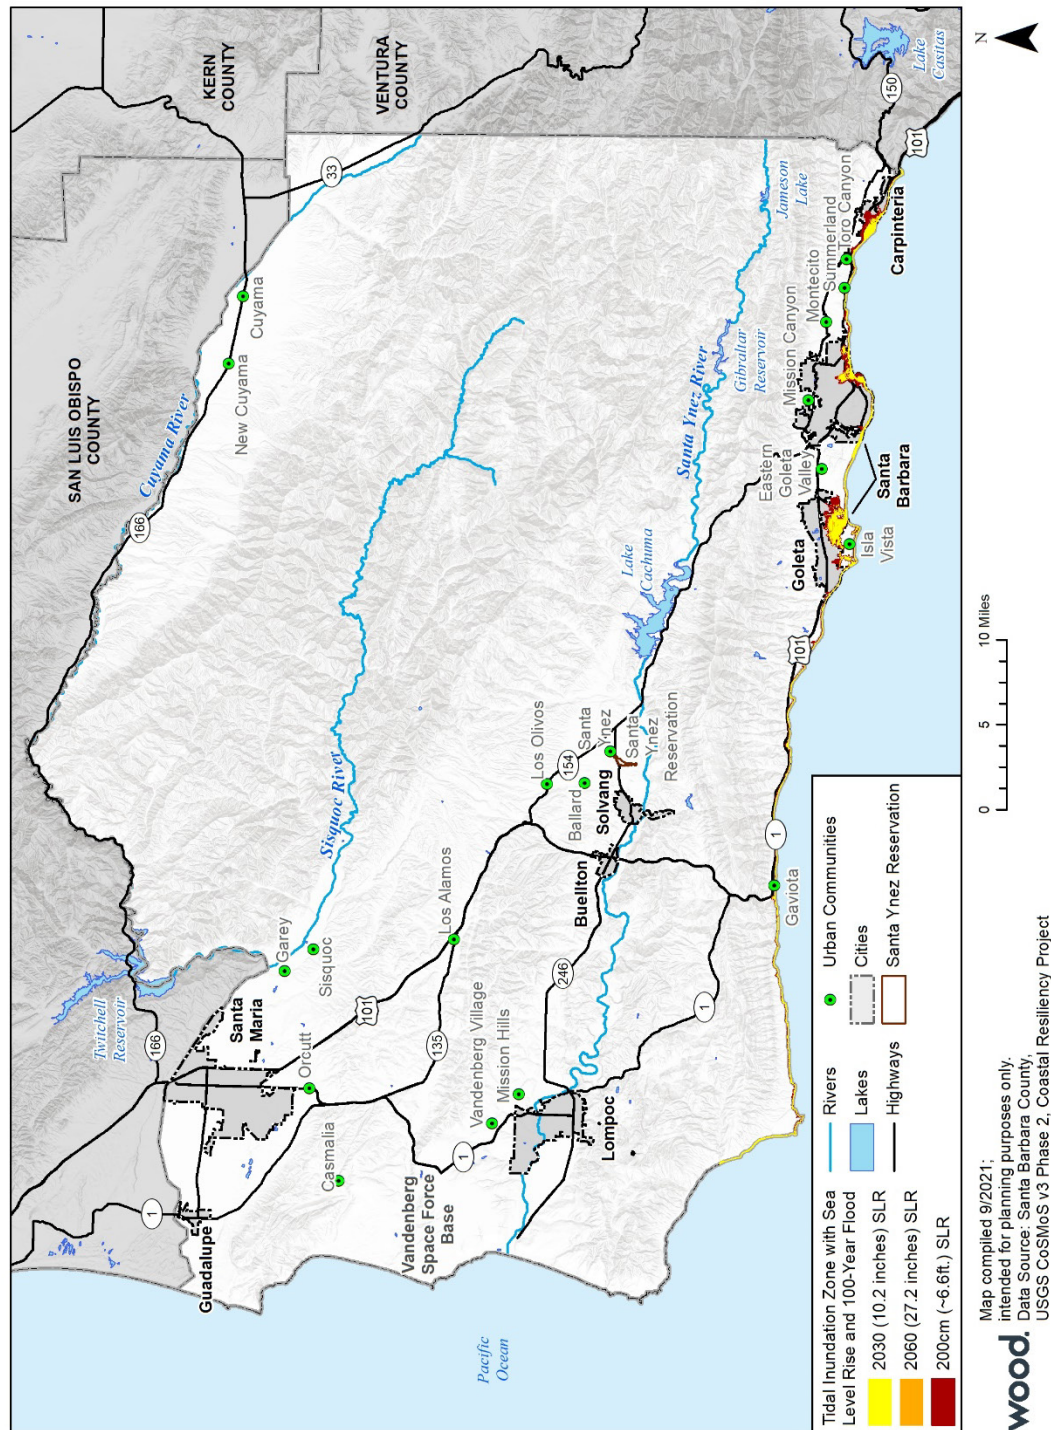 SAN LUIS OBISPO
COUNTY
KERN
COUNTY
VENTURA
COUNTY
N
166
Cuyama River
New Cuyama
Cuyama
33
Twitchell
Reservoir
166
Santa
Maria
Garey
Sisquoc
Sisquoc River
Guadalupe
1
Orcutt
101
Casmalia
135
Los Alamos
Vandenberg
Space Force
Base
1
Vandenberg Village
Mission Hills
Lompoc
246
1
Los Olivos
154
Ballard
Santa
Ynez
Solvang
Buellton
Santa
Ynez
Reservation
Lake
Cachuma
Santa Ynez River
Gibraltar
Reservoir
Jameson
Lake
Lake
Casitas
150
101
Pacific
Ocean
1
Gaviota
101
Goleta
Isla
Vista
Eastern
Goleta
Valley
Santa
Barbara
Mission Canyon
Montecito
Summerland
Toro Canyon
Carpinteria
Tidal Inundation Zone with Sea
Level Rise and 100-Year Flood
2030 (10.2 inches) SLR
2060 (27.2 inches) SLR
200cm (~6.6ft.) SLR
Rivers
Lakes
Highways
Urban Communities
Cities
Santa Ynez Reservation
0 5 10 Miles
wood.
Map compiled 9/2021;
intended for planning purposes only.
Data Source: Santa Barbara County,
USGS CoSMoS v3 Phase 2, Coastal Resiliency Project